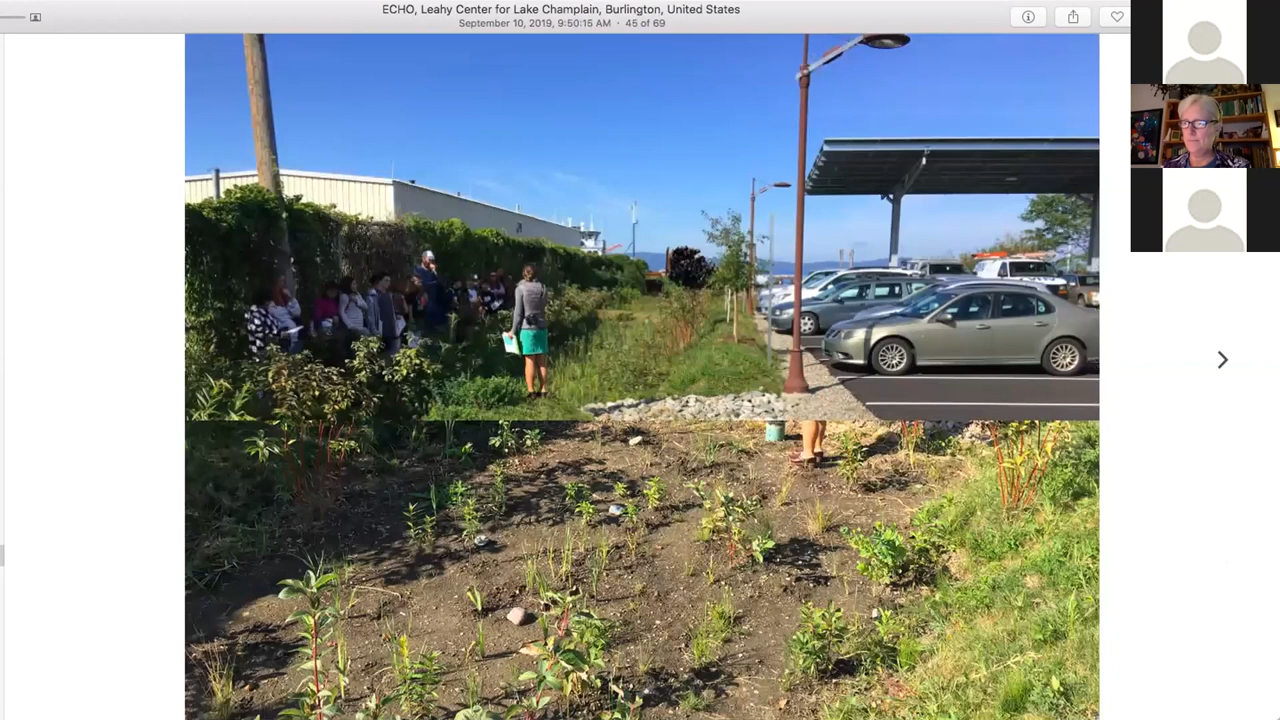 ECHO, Leahy Center for Lake Champlain, Burlington, United States
September 10, 2019, 9:50:15 AM • 45 of 69